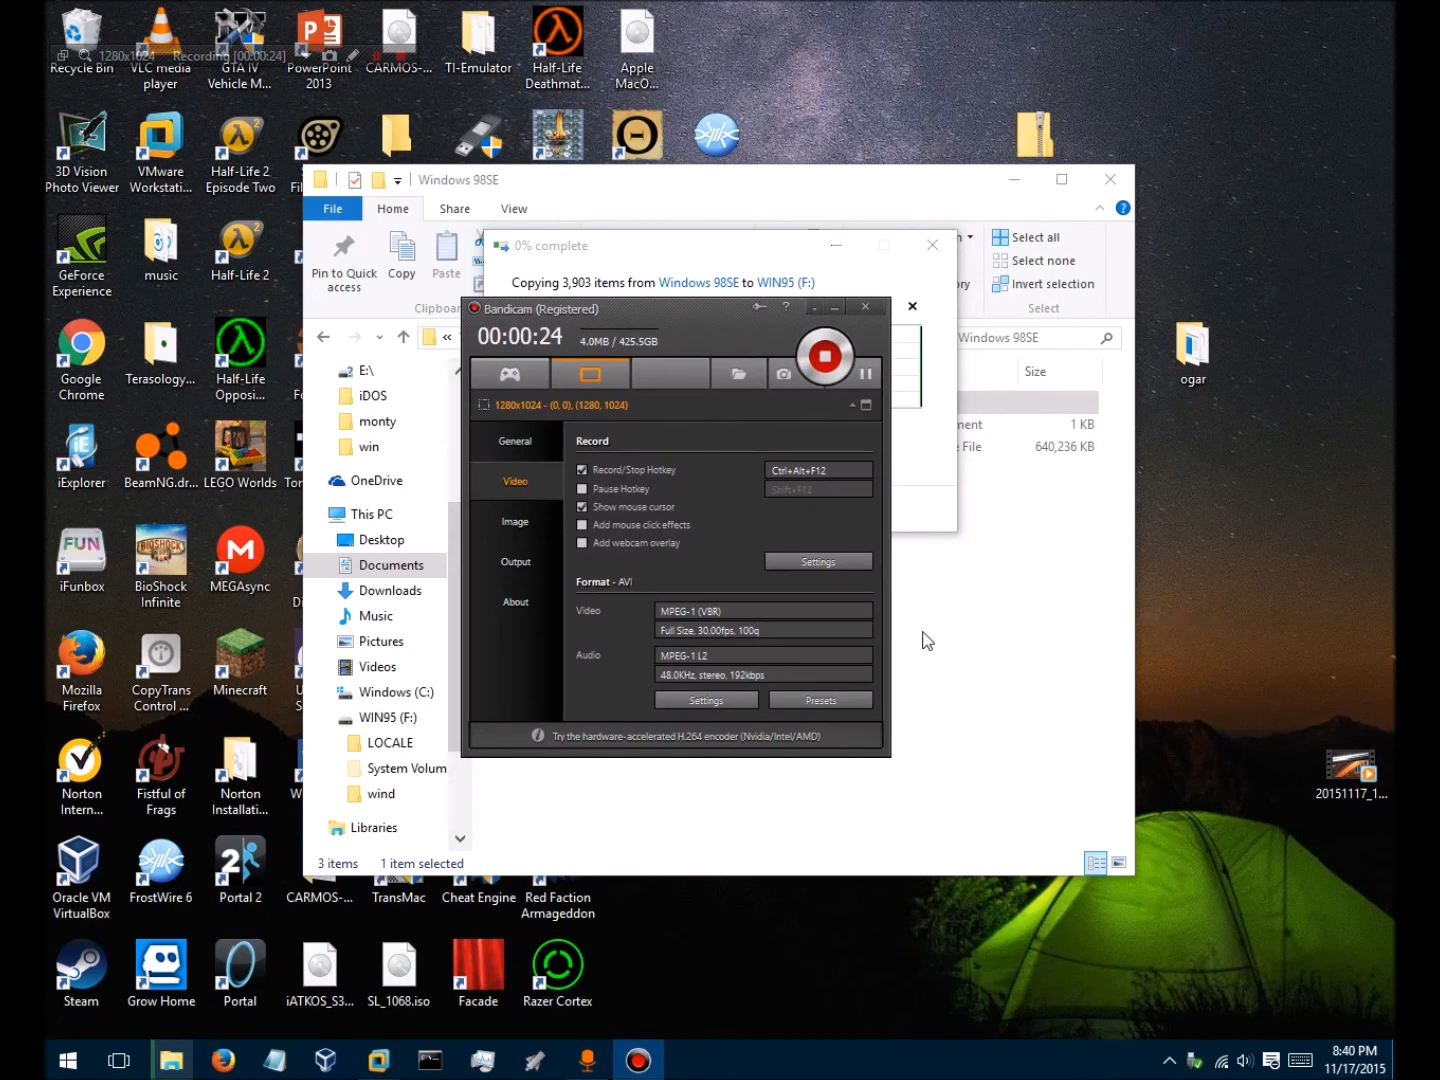 1280x1024 Recording [00:00:24]
Recycle Bin
VLC media
player
GTA IV
Vehicle M...
PowerPoint
2013
CARMOS-...
TI-Emulator
Half-Life
Deathmat...
Apple
MacO...
3D Vision
Photo Viewer
VMware
Workstati...
Half-Life 2
Episode Two
GeForce
Experience
music
Half-Life 2
Google
Chrome
Terasology...
Half-Life
Opposi...
iExplorer
BeamNG.dr...
LEGO Worlds
iFunbox
BioShock
Infinite
MEGAsync
Mozilla
Firefox
CopyTrans
Control ...
Minecraft
Norton
Intern...
Fistful of
Frags
Norton
Installati...
Oracle VM
VirtualBox
FrostWire 6
Portal 2
CARMOS-...
TransMac
Cheat Engine
Red Faction
Armageddon
Steam
Grow Home
Portal
iATKOS_S3...
SL_1068.iso
Facade
Razer Cortex
ogar
20151117_1...
Windows 98SE
File
Home
Share
View
Pin to Quick
access
Copy
Paste
Clipboar
Select all
Select none
Invert selection
Select
«
Windows 98SE
Size
1 KB
640,236 KB
E:\
iDOS
monty
win
OneDrive
This PC
Desktop
Documents
Downloads
Music
Pictures
Videos
Windows (C:)
WIN95 (F:)
LOCALE
System Volum
wind
Libraries
3 items 1 item selected
0% complete
Copying 3,903 items from Windows 98SE to WIN95 (F:)
Bandicam (Registered)
00:00:24
4.0MB / 425.5GB
1280x1024 - (0, 0), (1280, 1024)
General
Video
Image
Output
About
Record
Record/Stop Hotkey
Ctrl+Alt+F12
Pause Hotkey
Shift+F12
Show mouse cursor
Add mouse click effects
Add webcam overlay
Settings
Format - AVI
Video
MPEG-1 (VBR)
Full Size, 30.00fps, 100q
Audio
MPEG-1 L2
48.0KHz, stereo, 192kbps
Settings
Presets
Try the hardware-accelerated H.264 encoder (Nvidia/Intel/AMD)
8:40 PM
11/17/2015